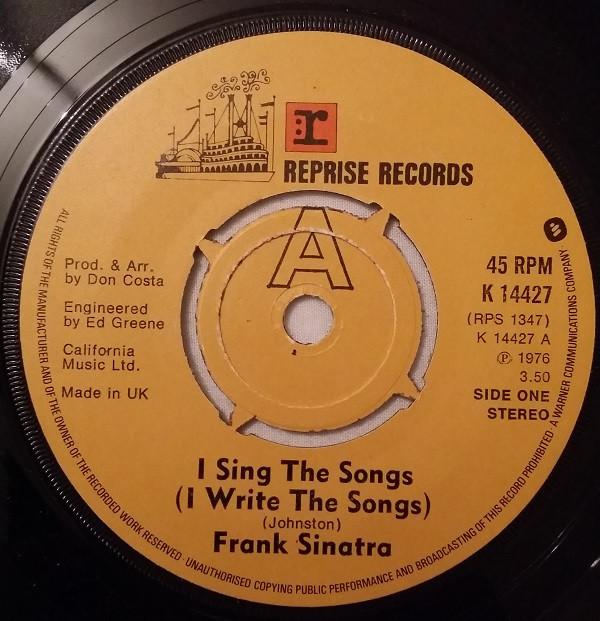 r
REPRISE RECORDS
A
Prod. & Arr.
by Don Costa
Engineered
by Ed Greene
California
Music Ltd.
Made in UK
45 RPM
K 14427
(RPS 1347)
K 14427 A
Ⓟ 1976
3.50
SIDE ONE
STEREO
I Sing The Songs
(I Write The Songs)
(Johnston)
Frank Sinatra
ALL RIGHTS OF THE MANUFACTURER AND OF THE OWNER OF THE RECORDED WORK RESERVED · UNAUTHORISED COPYING PUBLIC PERFORMANCE AND BROADCASTING OF THIS RECORD PROHIBITED · A WARNER COMMUNICATIONS COMPANY ·